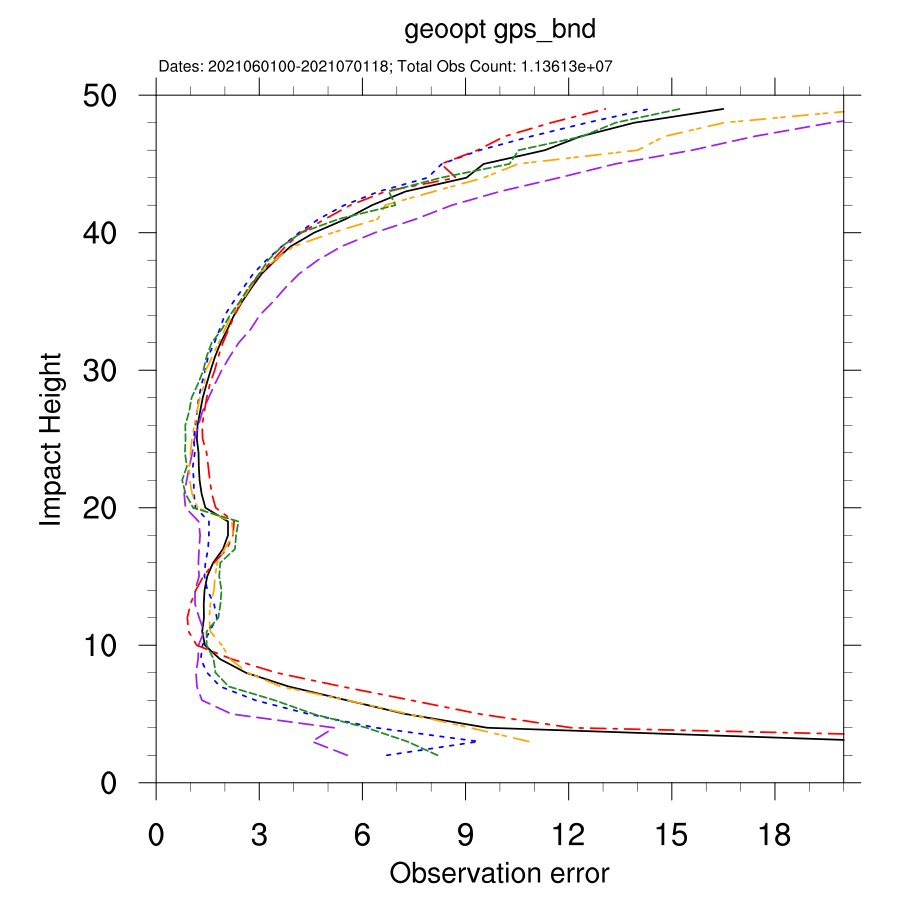 geoopt gps_bnd
Dates: 2021060100-2021070118; Total Obs Count: 1.13613e+07
50
40
30
20
10
0
Impact Height
0 3 6 9 12 15 18
Observation error